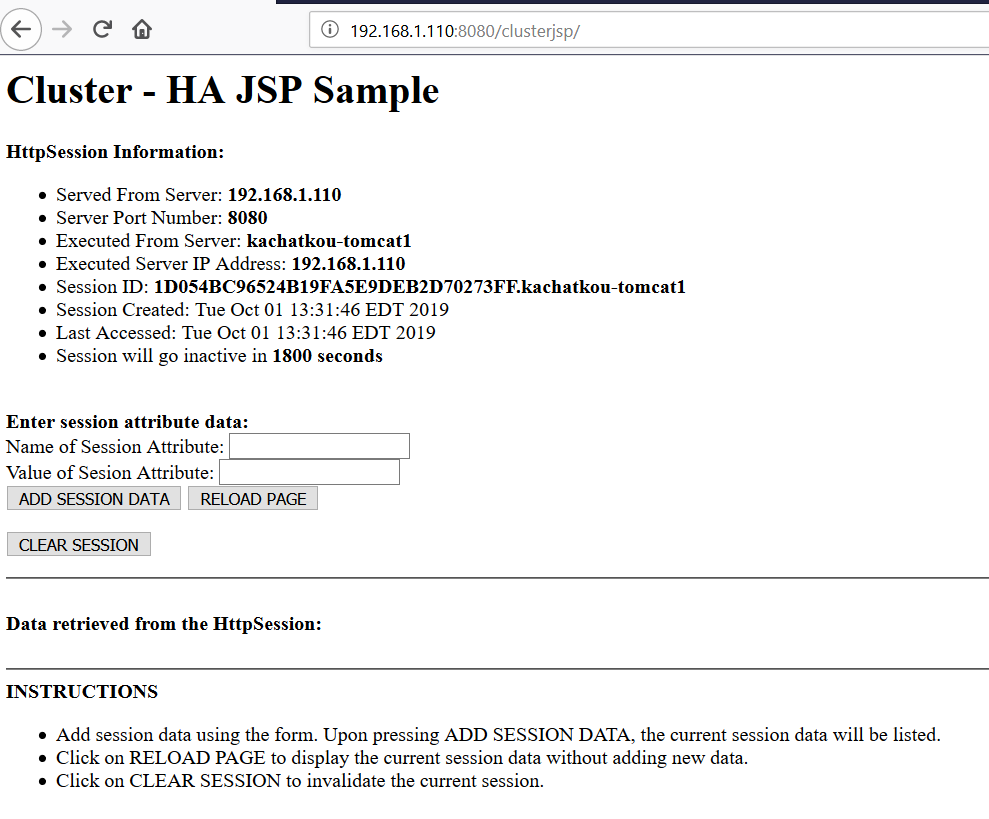 192.168.1.110:8080/clusterjsp/
Cluster - HA JSP Sample
HttpSession Information:
Served From Server: 192.168.1.110
Server Port Number: 8080
Executed From Server: kachatkou-tomcat1
Executed Server IP Address: 192.168.1.110
Session ID: 1D054BC96524B19FA5E9DEB2D70273FF.kachatkou-tomcat1
Session Created: Tue Oct 01 13:31:46 EDT 2019
Last Accessed: Tue Oct 01 13:31:46 EDT 2019
Session will go inactive in 1800 seconds
Enter session attribute data:
Name of Session Attribute:
Value of Sesion Attribute:
ADD SESSION DATA RELOAD PAGE
CLEAR SESSION
Data retrieved from the HttpSession:
INSTRUCTIONS
Add session data using the form. Upon pressing ADD SESSION DATA, the current session data will be listed.
Click on RELOAD PAGE to display the current session data without adding new data.
Click on CLEAR SESSION to invalidate the current session.